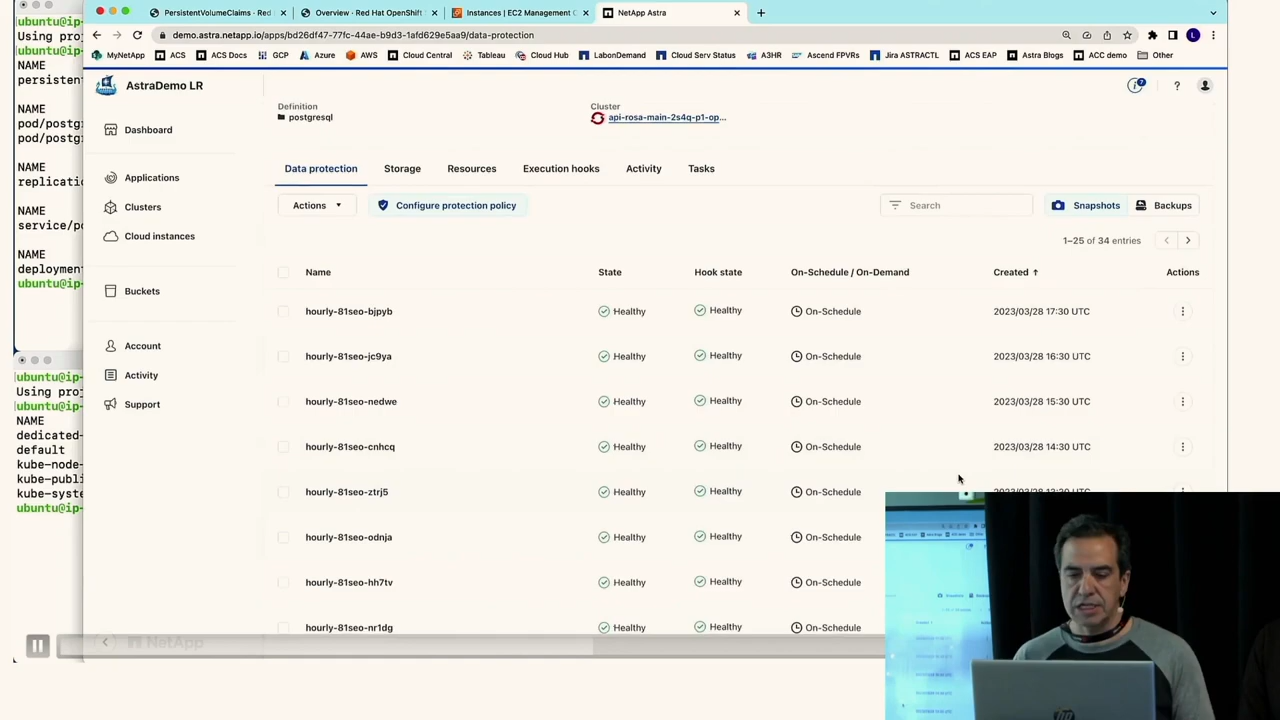 PersistentVolumeClaims · Red
Overview · Red Hat OpenShift
Instances | EC2 Management C
NetApp Astra
demo.astra.netapp.io/apps/bd26df47-77fc-44ae-b9d3-1afd629e5aa9/data-protection
MyNetApp ACS ACS Docs GCP Azure AWS Cloud Central Tableau Cloud Hub LabonDemand Cloud Serv Status A3HR Ascend FPVRs Jira ASTRACTL ACS EAP Astra Blogs ACC demo Other
ubuntu@ip-
Using proj
ubuntu@ip-
NAME
persistent
NAME
pod/postgr
pod/postgr
NAME
replicatio
NAME
service/po
NAME
deployment
ubuntu@ip-
ubuntu@ip-
Using proj
ubuntu@ip-
NAME
dedicated-
default
kube-node-
kube-publi
kube-syste
ubuntu@ip-
AstraDemo LR
7
?
Dashboard
Applications
Clusters
Cloud instances
Buckets
Account
Activity
Support
Definition
postgresql
Cluster
api-rosa-main-2s4q-p1-op...
Data protection Storage Resources Execution hooks Activity Tasks
Actions Configure protection policy Search Snapshots Backups
1–25 of 34 entries
Name State Hook state On-Schedule / On-Demand Created Actions
hourly-81seo-bjpyb Healthy Healthy On-Schedule 2023/03/28 17:30 UTC
hourly-81seo-jc9ya Healthy Healthy On-Schedule 2023/03/28 16:30 UTC
hourly-81seo-nedwe Healthy Healthy On-Schedule 2023/03/28 15:30 UTC
hourly-81seo-cnhcq Healthy Healthy On-Schedule 2023/03/28 14:30 UTC
hourly-81seo-ztrj5 Healthy Healthy On-Schedule
hourly-81seo-odnja Healthy Healthy On-Schedule
hourly-81seo-hh7tv Healthy Healthy On-Schedule
hourly-81seo-nr1dg Healthy Healthy On-Schedule
NetApp
hp